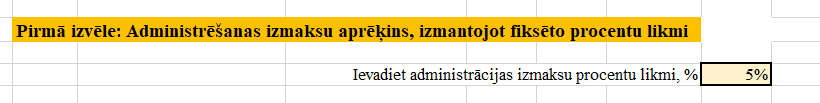 Pirmā izvēle: Administrēšanas izmaksu aprēķins, izmantojot fiksēto procentu likmi
Ievadiet administrācijas izmaksu procentu likmi, % 5%